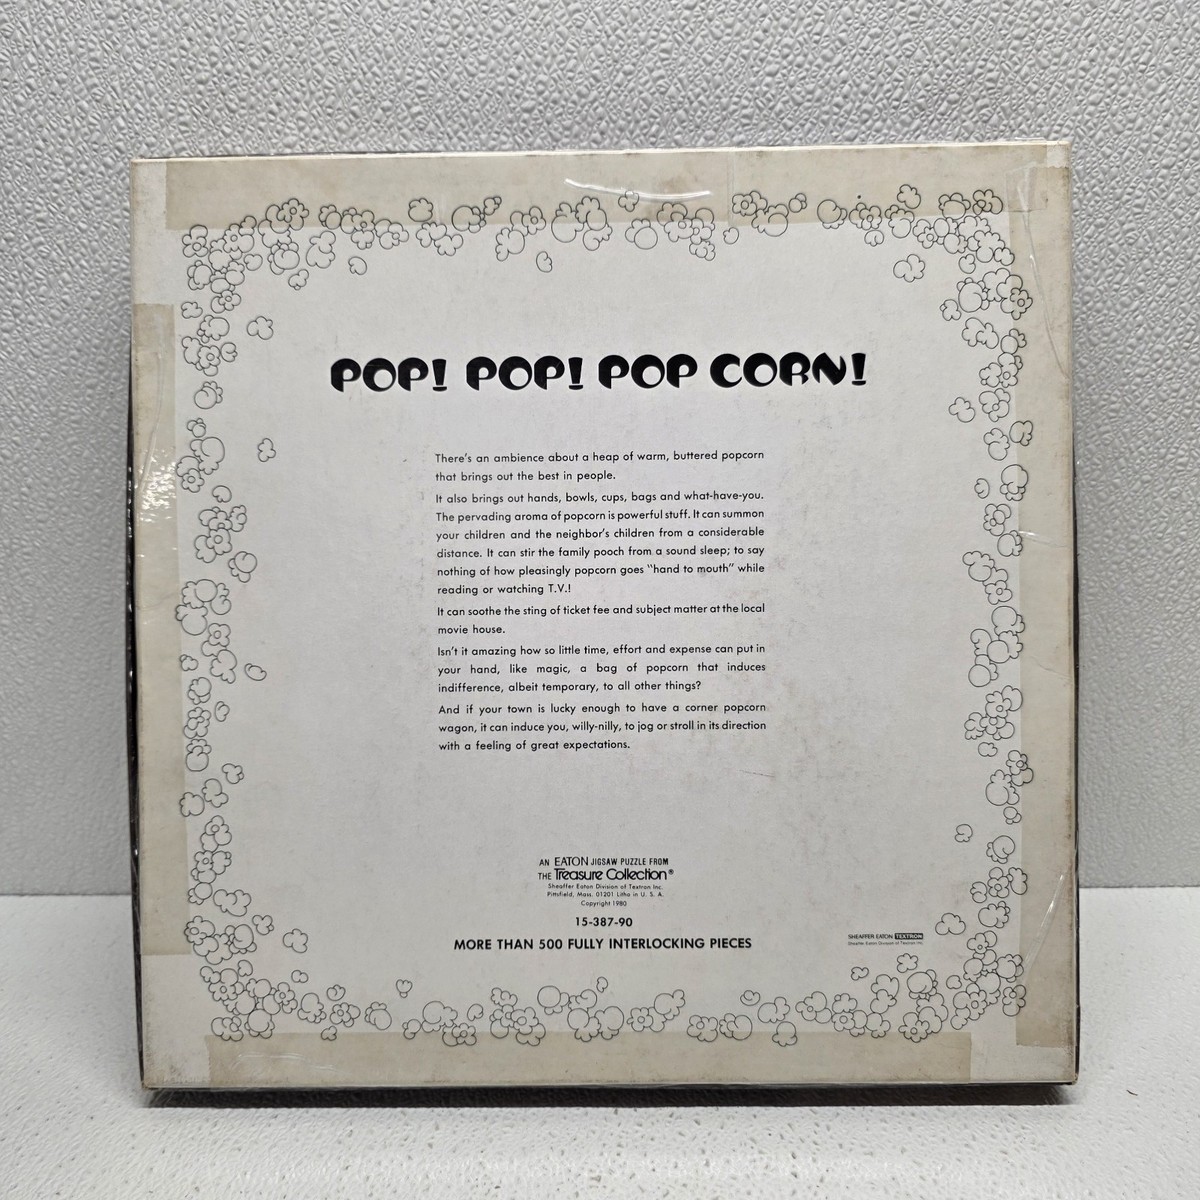 POP! POP! POP CORN!
There's an ambience about a heap of warm, buttered popcorn
that brings out the best in people.
It also brings out hands, bowls, cups, bags and what-have-you.
The pervading aroma of popcorn is powerful stuff. It can summon
your children and the neighbor's children from a considerable
distance. It can stir the family pooch from a sound sleep; to say
nothing of how pleasingly popcorn goes "hand to mouth" while
reading or watching T.V.!
It can soothe the sting of ticket fee and subject matter at the local
movie house.
Isn't it amazing how so little time, effort and expense can put in
your hand, like magic, a bag of popcorn that induces
indifference, albeit temporary, to all other things?
And if your town is lucky enough to have a corner popcorn
wagon, it can induce you, willy-nilly, to jog or stroll in its direction
with a feeling of great expectations.
AN EATON JIGSAW PUZZLE FROM
THE Treasure Collection®
Sheaffer Eaton Division of Textron Inc.
Pittsfield, Mass. 01201 Litho in U. S. A.
Copyright 1980
15-387-90
MORE THAN 500 FULLY INTERLOCKING PIECES
SHEAFFER EATON TEXTRON
Sheaffer Eaton Division of Textron Inc.